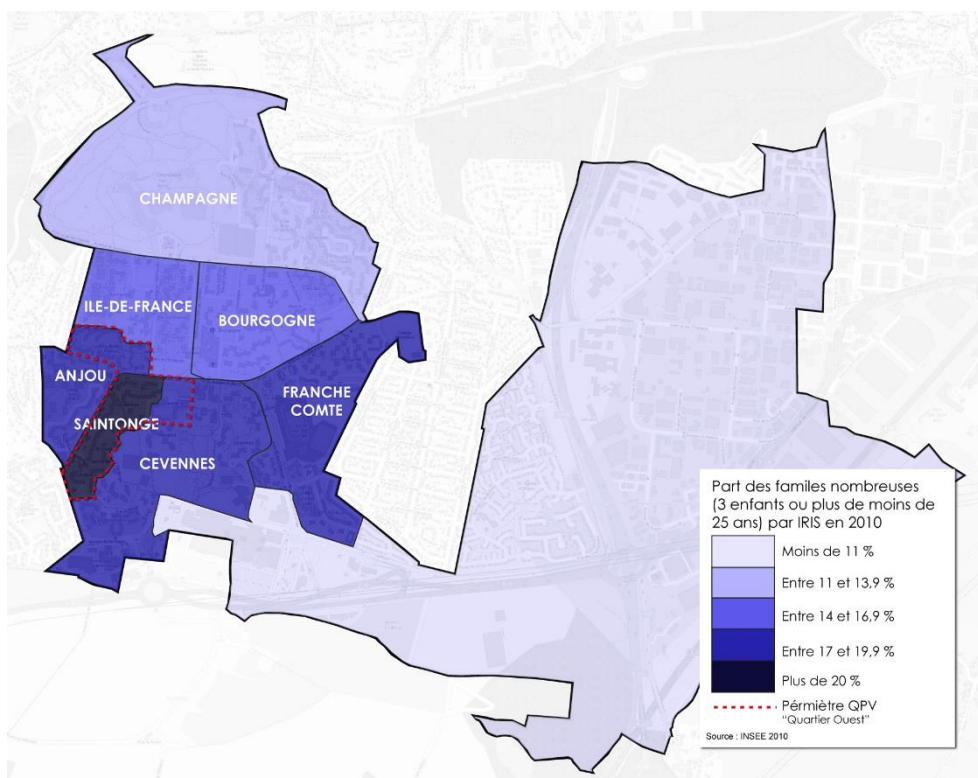 CHAMPAGNE
ILE-DE-FRANCE
BOURGOGNE
ANJOU
FRANCHE
COMTE
SAINTONGE
CEVENNES
Part des familes nombreuses
(3 enfants ou plus de moins de
25 ans) par IRIS en 2010
Moins de 11 %
Entre 11 et 13,9 %
Entre 14 et 16,9 %
Entre 17 et 19,9 %
Plus de 20 %
Pérmiètre QPV
"Quartier Ouest"
Source : INSEE 2010